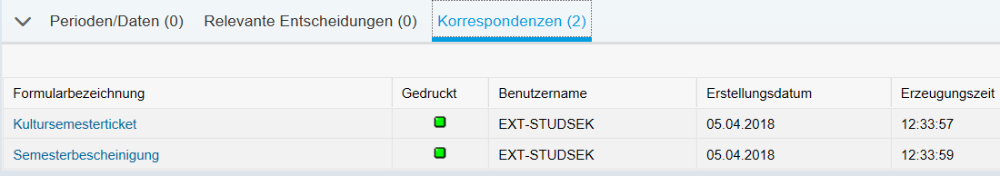 Perioden/Daten (0) Relevante Entscheidungen (0) Korrespondenzen (2)
Formularbezeichnung Gedruckt Benutzername Erstellungsdatum Erzeugungszeit
Kultursemesterticket EXT-STUDSEK 05.04.2018 12:33:57
Semesterbescheinigung EXT-STUDSEK 05.04.2018 12:33:59